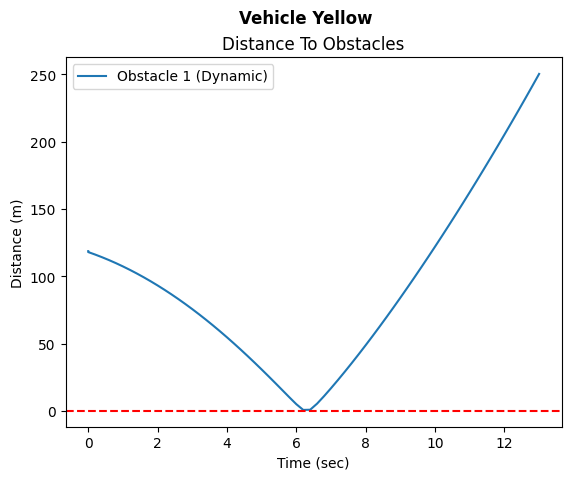 Vehicle Yellow
Distance To Obstacles
Obstacle 1 (Dynamic)
Distance (m)
250
200
150
100
50
0
0 2 4 6 8 10 12
Time (sec)